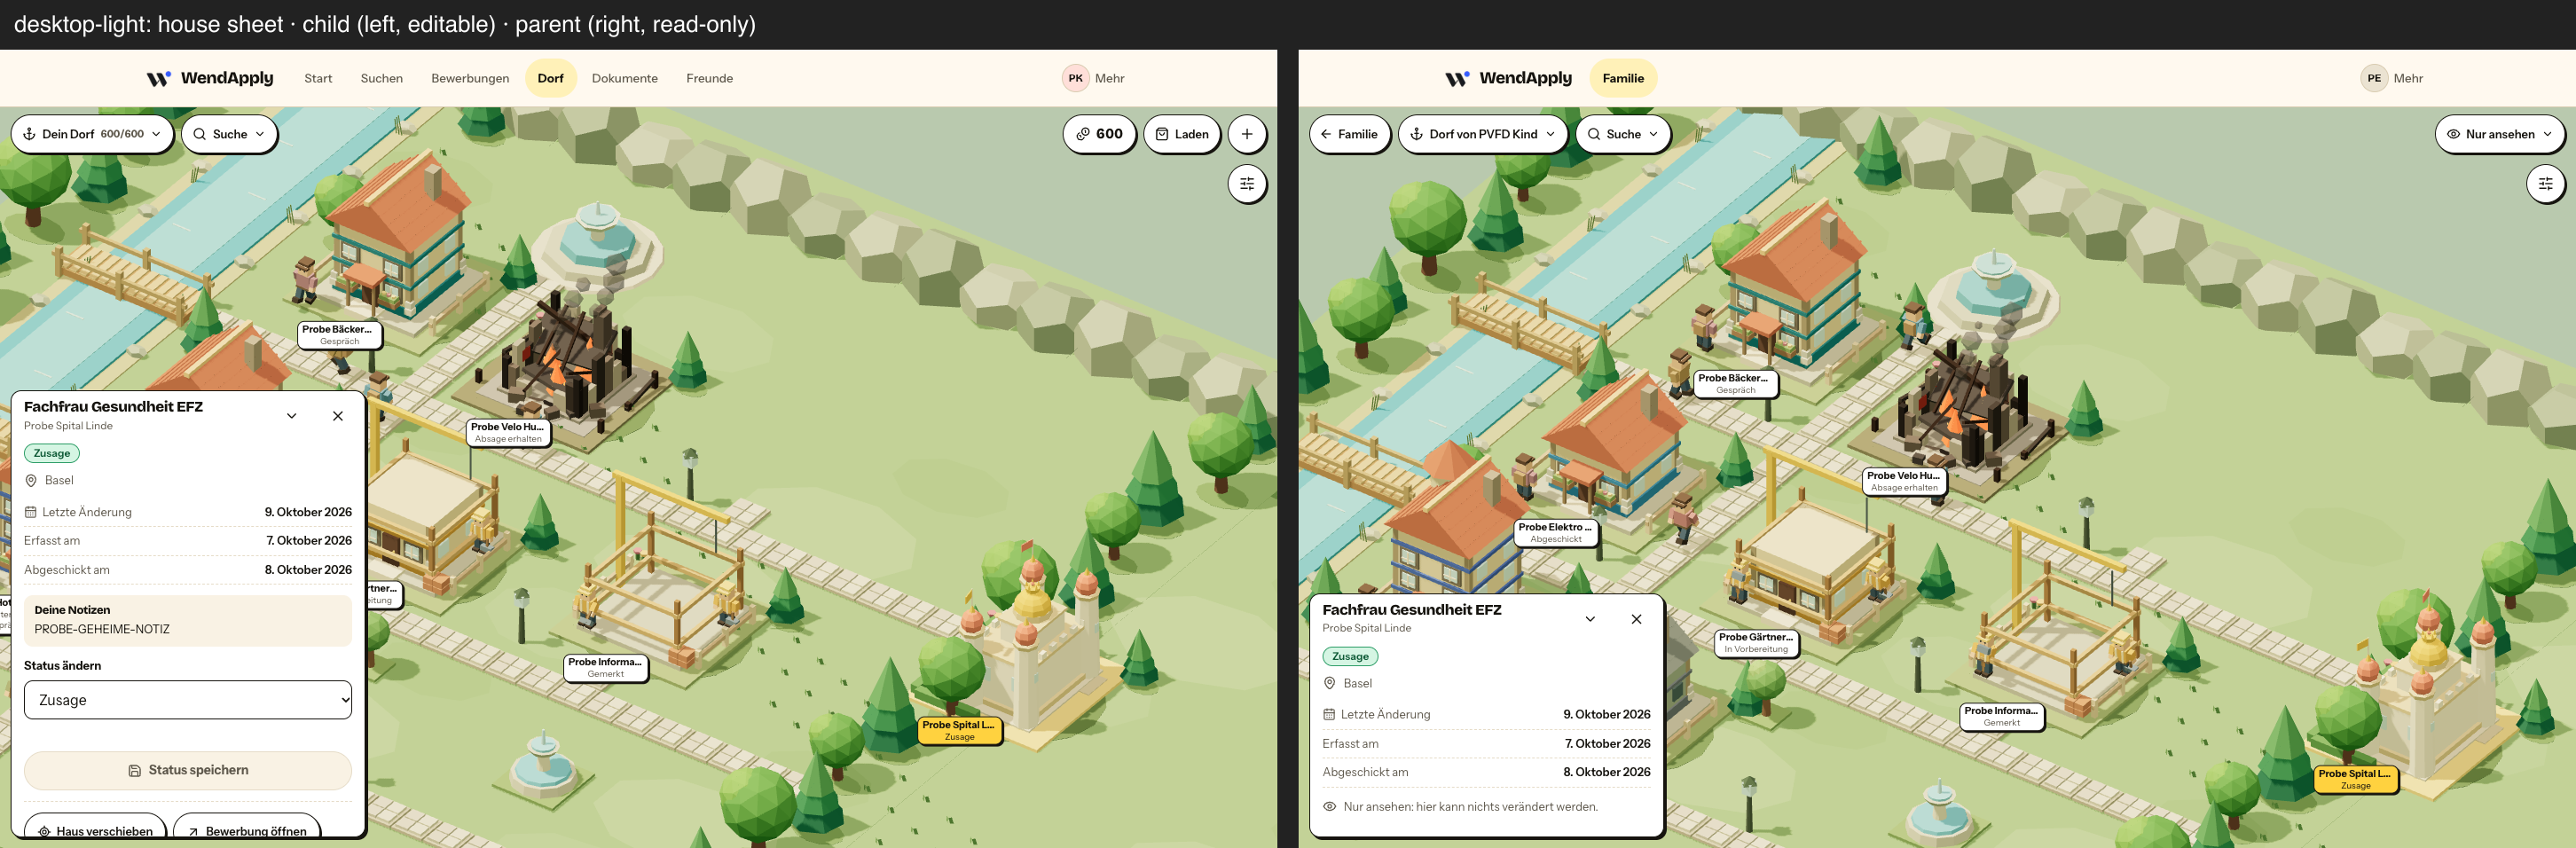 desktop-light: house sheet · child (left, editable) · parent (right, read-only)
WendApply Start Suchen Bewerbungen Dorf Dokumente Freunde PK Mehr
Dein Dorf 600/600 Suche 600 Laden
Probe Bäcker...
Gespräch
Probe Velo Hu...
Absage erhalten
Fachfrau Gesundheit EFZ
Probe Spital Linde
Zusage
Basel
Letzte Änderung 9. Oktober 2026
Erfasst am 7. Oktober 2026
Abgeschickt am 8. Oktober 2026
Deine Notizen
PROBE-GEHEIME-NOTIZ
Status ändern
Zusage
Status speichern
Haus verschieben Bewerbung öffnen
Probe Informa...
Gemerkt
Probe Spital L...
Zusage
WendApply Familie PE Mehr
Familie Dorf von PVFD Kind Suche Nur ansehen
Probe Bäcker...
Gespräch
Probe Velo Hu...
Absage erhalten
Probe Elektro ...
Abgeschickt
Probe Gärtner...
In Vorbereitung
Probe Informa...
Gemerkt
Probe Spital L...
Zusage
Fachfrau Gesundheit EFZ
Probe Spital Linde
Zusage
Basel
Letzte Änderung 9. Oktober 2026
Erfasst am 7. Oktober 2026
Abgeschickt am 8. Oktober 2026
Nur ansehen: hier kann nichts verändert werden.